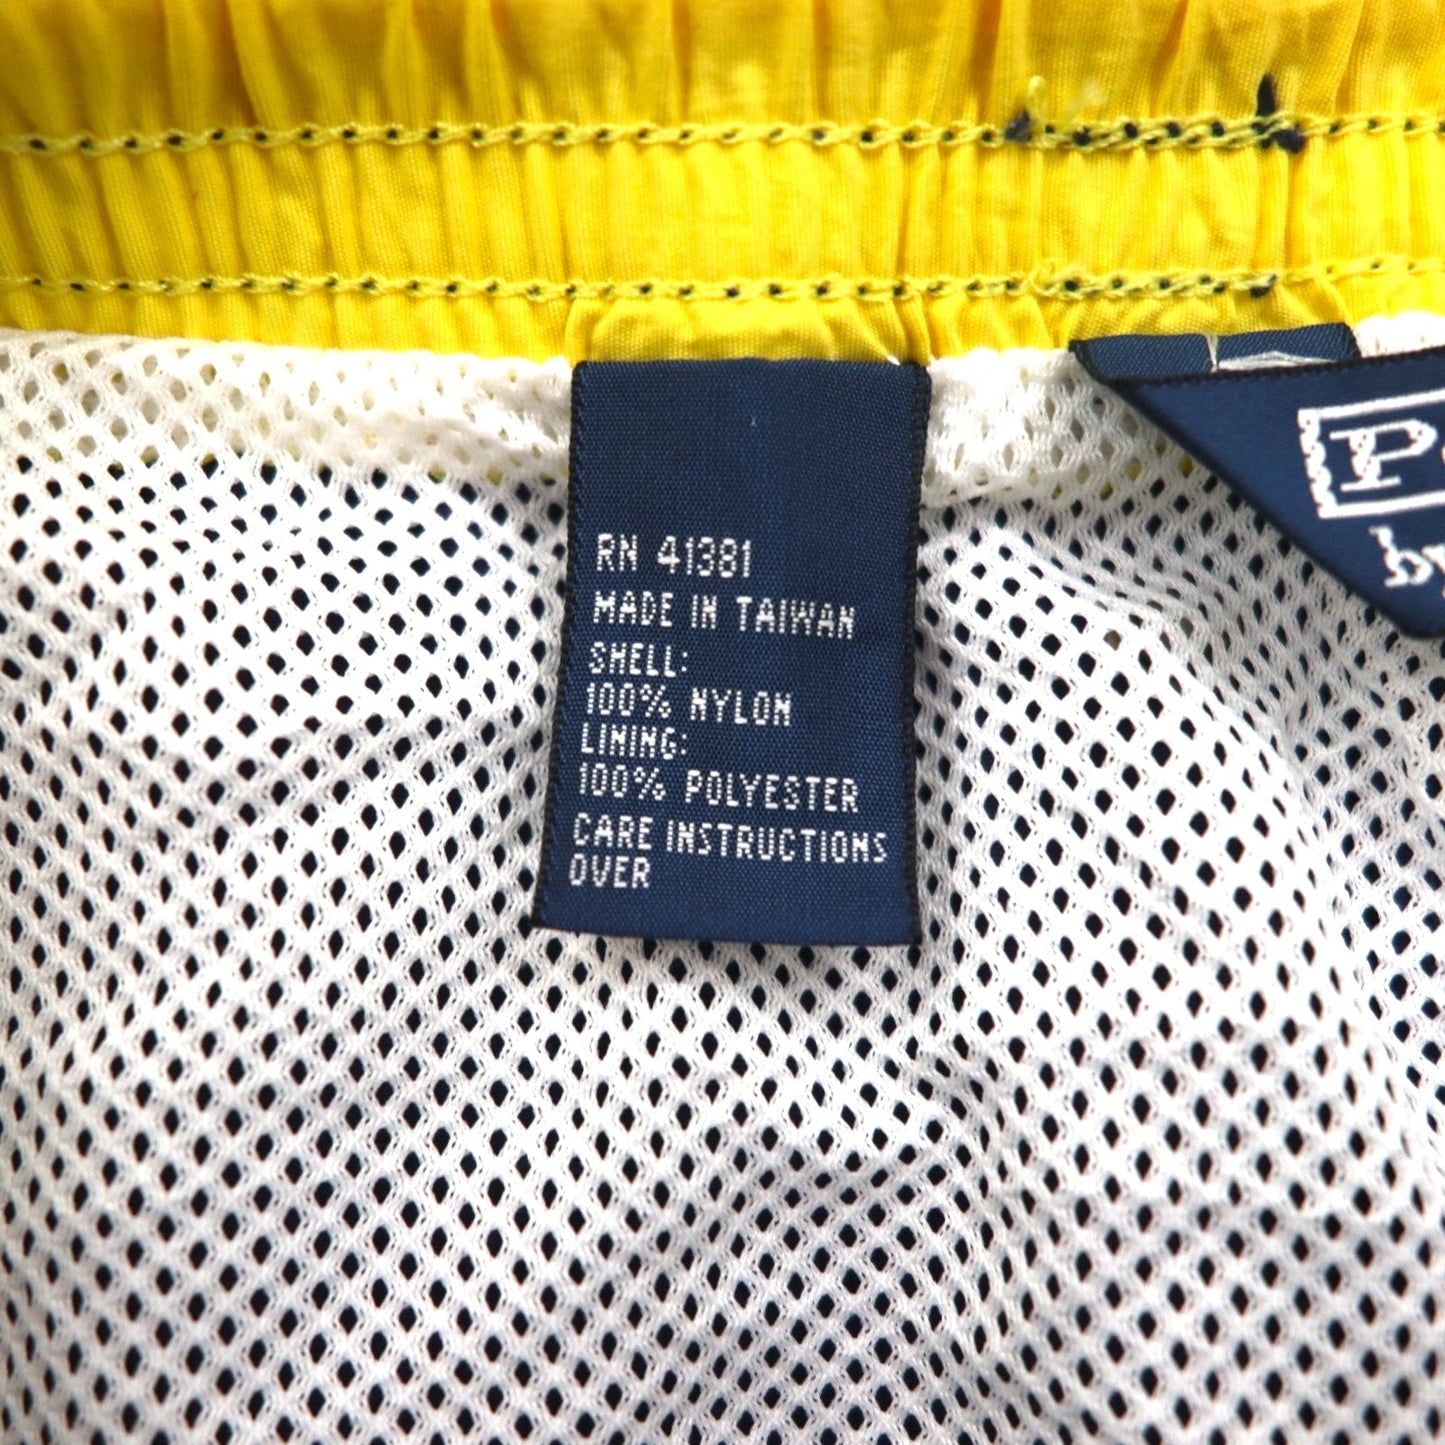 RN 41381
MADE IN TAIWAN
SHELL:
100% NYLON
LINING:
100% POLYESTER
CARE INSTRUCTIONS
OVER